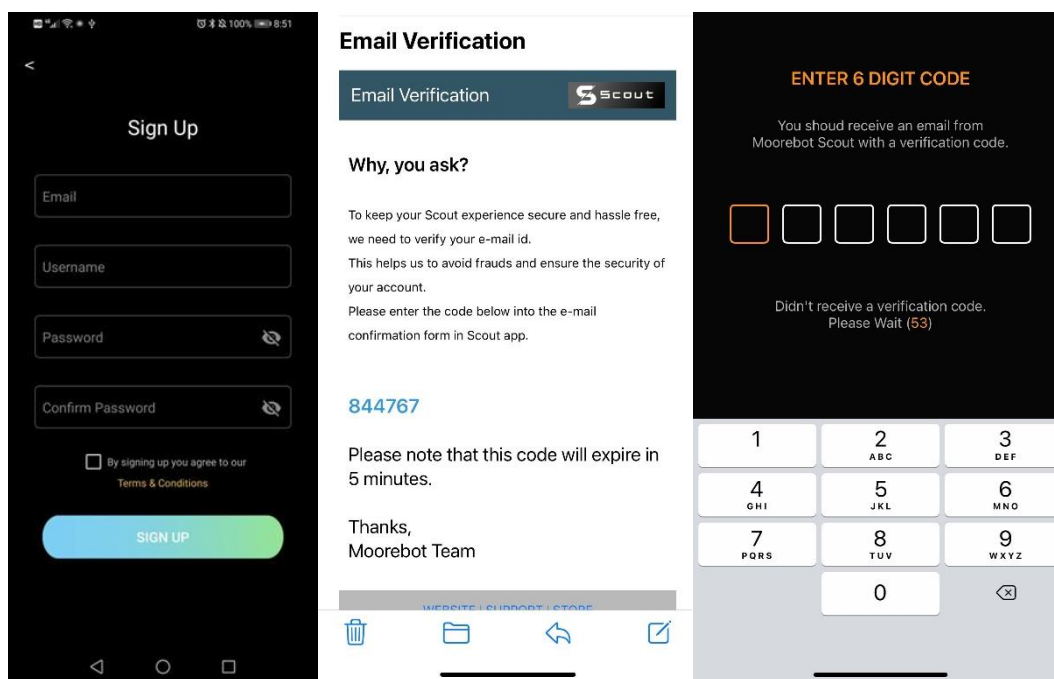 100% 8:51
<
Sign Up
Email
Username
Password
Confirm Password
By signing up you agree to our
Terms & Conditions
SIGN UP
Email Verification
Email Verification
Scout
Why, you ask?
To keep your Scout experience secure and hassle free,
we need to verify your e-mail id.
This helps us to avoid frauds and ensure the security of
your account.
Please enter the code below into the e-mail
confirmation form in Scout app.
844767
Please note that this code will expire in
5 minutes.
Thanks,
Moorebot Team
WEBSITE | SUPPORT | STORE
ENTER 6 DIGIT CODE
You shoud receive an email from
Moorebot Scout with a verification code.
Didn't receive a verification code.
Please Wait (53)
1 2 3
ABC DEF
4 5 6
GHI JKL MNO
7 8 9
PQRS TUV WXYZ
0